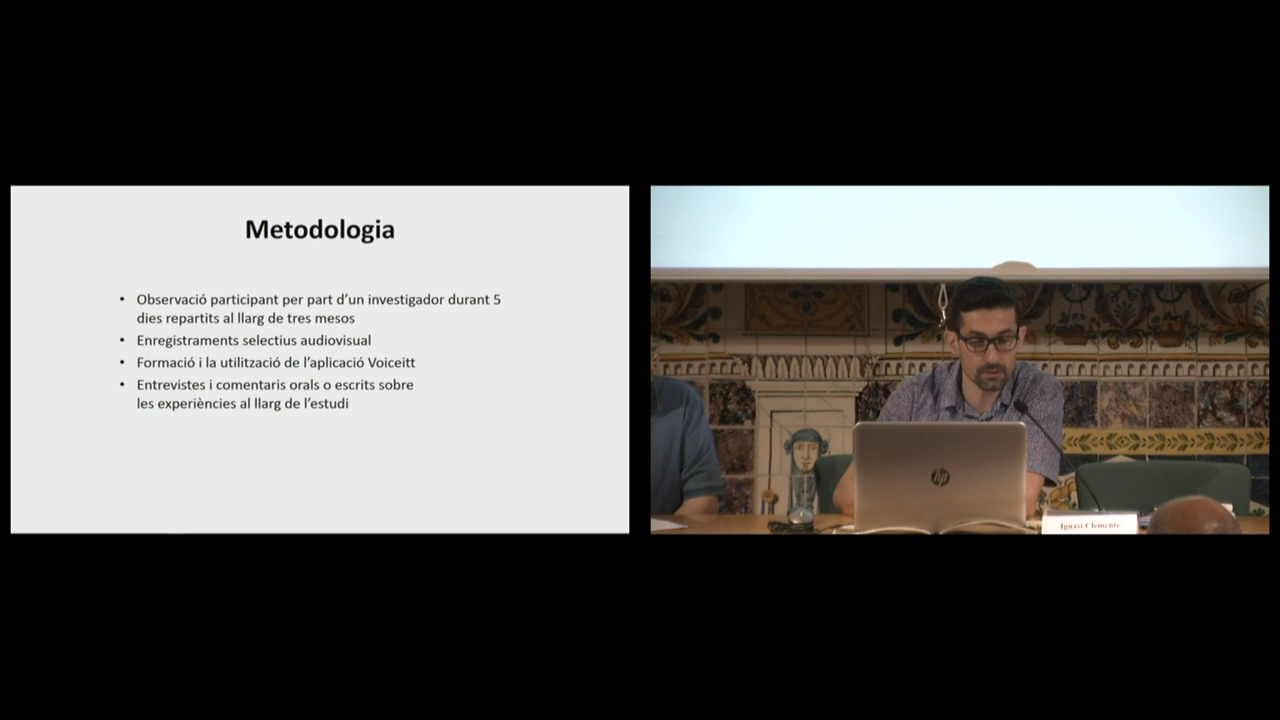 Metodologia
• Observació participant per part d'un investigador durant 5
dies repartits al llarg de tres mesos
• Enregistraments selectius audiovisual
• Formació i la utilització de l'aplicació Voiceitt
• Entrevistes i comentaris orals o escrits sobre
les experiències al llarg de l'estudi
hp
Ignasi Clemente